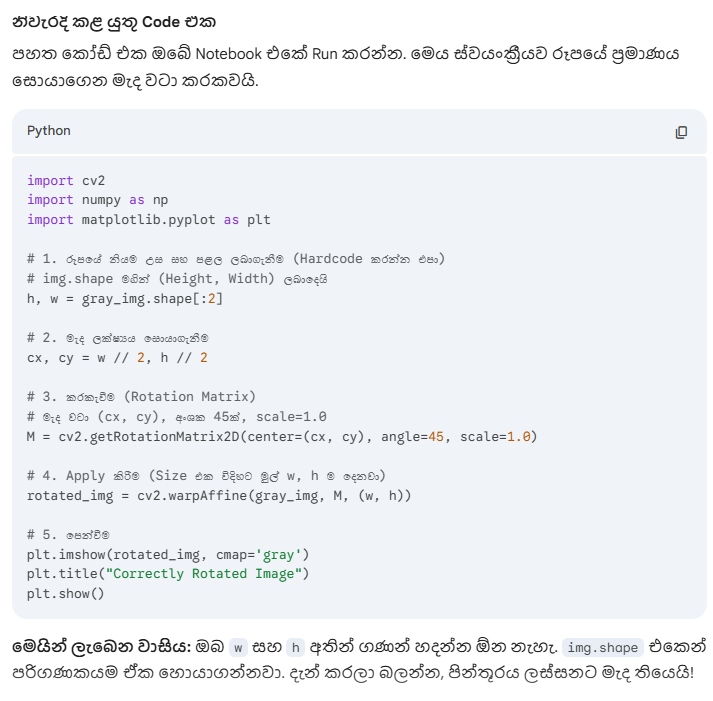 නිවැරදි කළ යුතු Code එක
පහත කෝඩ් එක ඔබේ Notebook එකේ Run කරන්න. මෙය ස්වයංක්‍රීයව රූපයේ ප්‍රමාණය
සොයාගෙන මැද වටා කරකවයි.
Python
import cv2
import numpy as np
import matplotlib.pyplot as plt
# 1. රූපයේ නියම උස සහ පළල ලබාගැනීම (Hardcode කරන්න එපා)
# img.shape මගින් (Height, Width) ලබාදෙයි
h, w = gray_img.shape[:2]
# 2. මැද ලක්ෂ්‍යය සොයාගැනීම
cx, cy = w // 2, h // 2
# 3. කරකැවීම (Rotation Matrix)
# මැද වටා (cx, cy), අංශක 45ක්, scale=1.0
M = cv2.getRotationMatrix2D(center=(cx, cy), angle=45, scale=1.0)
# 4. Apply කිරීම (Size එක විදිහට මුල් w, h ම දෙනවා)
rotated_img = cv2.warpAffine(gray_img, M, (w, h))
# 5. පෙන්වීම
plt.imshow(rotated_img, cmap='gray')
plt.title("Correctly Rotated Image")
plt.show()
මෙයින් ලැබෙන වාසිය: ඔබ w සහ h අතින් ගණන් හදන්න ඕන නැහැ. img.shape එකෙන්
පරිගණකයම ඒක හොයාගන්නවා. දැන් කරලා බලන්න, පින්තූරය ලස්සනට මැද තියෙයි!